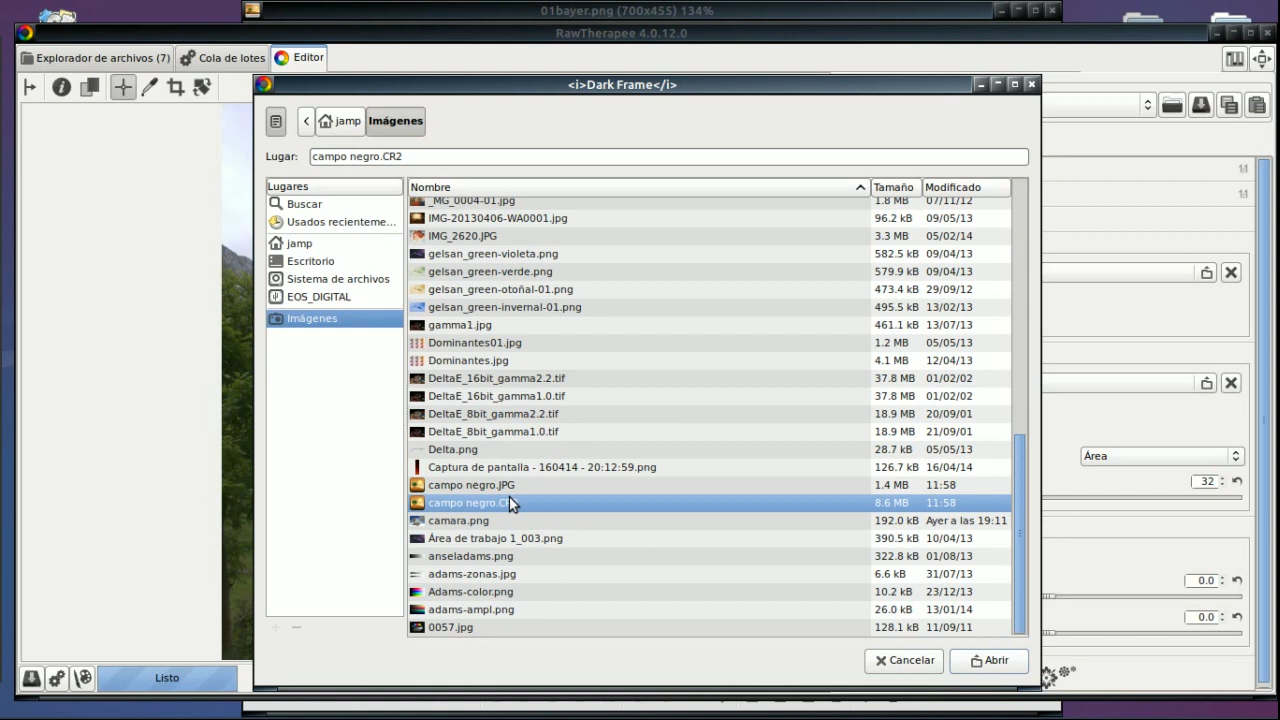 01bayer.png (700x455) 134%
RawTherapee 4.0.12.0
Explorador de archivos (7)
Cola de lotes
Editor
<i>Dark Frame</i>
jamp
Imágenes
Lugar: campo negro.CR2
Lugares
Buscar
Usados recienteme...
jamp
Escritorio
Sistema de archivos
EOS_DIGITAL
Imágenes
Nombre Tamaño Modificado
_MG_0004-01.jpg 1.8 MB 07/11/12
IMG-20130406-WA0001.jpg 96.2 kB 09/05/13
IMG_2620.JPG 3.3 MB 05/02/14
gelsan_green-violeta.png 582.5 kB 09/04/13
gelsan_green-verde.png 579.9 kB 09/04/13
gelsan_green-otoñal-01.png 473.4 kB 29/09/12
gelsan_green-invernal-01.png 495.5 kB 13/02/13
gamma1.jpg 461.1 kB 13/07/13
Dominantes01.jpg 1.2 MB 05/05/13
Dominantes.jpg 4.1 MB 12/04/13
DeltaE_16bit_gamma2.2.tif 37.8 MB 01/02/02
DeltaE_16bit_gamma1.0.tif 37.8 MB 01/02/02
DeltaE_8bit_gamma2.2.tif 18.9 MB 20/09/01
DeltaE_8bit_gamma1.0.tif 18.9 MB 21/09/01
Delta.png 28.7 kB 05/05/13
Captura de pantalla - 160414 - 20:12:59.png 126.7 kB 16/04/14
campo negro.JPG 1.4 MB 11:58
campo negro.CR2 8.6 MB 11:58
camara.png 192.0 kB Ayer a las 19:11
Área de trabajo 1_003.png 390.5 kB 10/04/13
anseladams.png 322.8 kB 01/08/13
adams-zonas.jpg 6.6 kB 31/07/13
Adams-color.png 10.2 kB 23/12/13
adams-ampl.png 26.0 kB 13/01/14
0057.jpg 128.1 kB 11/09/11
Cancelar
Abrir
1:1
1:1
Área
32
0.0
0.0
Listo